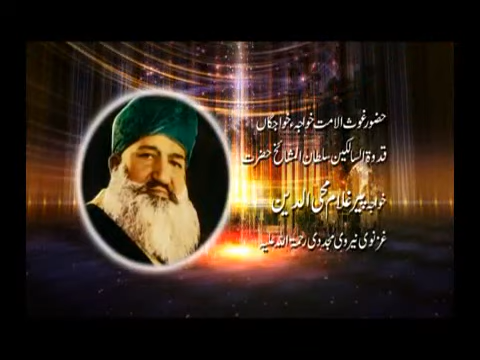 حضور غوث الامت خواجہء خواجگاں
قدوۃ السالکین سلطان المشائخ حضرت
خواجہ پیر غلام محی الدین
غزنوی نیروی مجددی رحمۃ اللہ علیہ